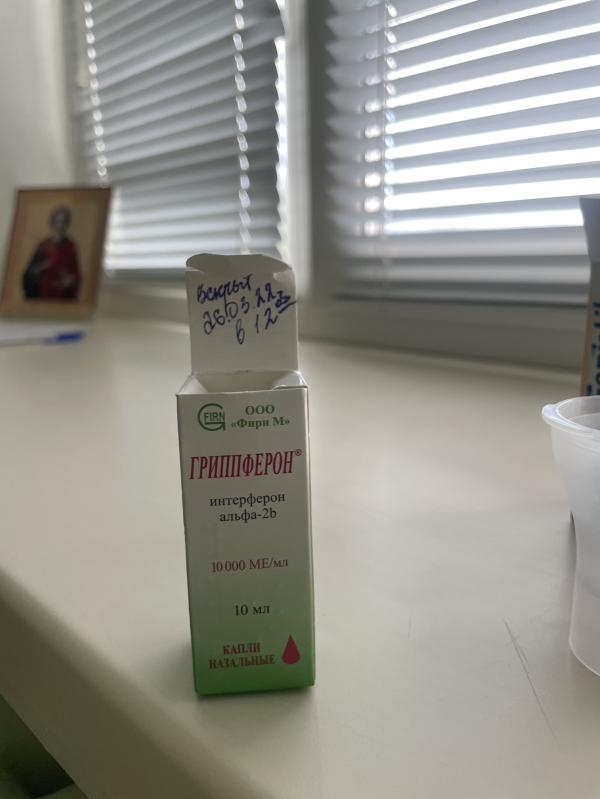 вскрыт
26.03.22г
в 12
FIRN
ООО
«Фирн М»
ГРИППФЕРОН®
интерферон
альфа-2b
10 000 МЕ/мл
10 мл
КАПЛИ
НАЗАЛЬНЫЕ